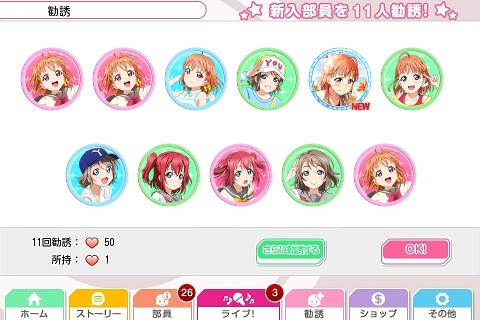 勧誘
新入部員を11人勧誘!
YOU
NEW
11回勧誘: 50
所持: 1
さらに勧誘する
OK!
26
3
ホーム
ストーリー
部員
ライブ!
勧誘
ショップ
その他